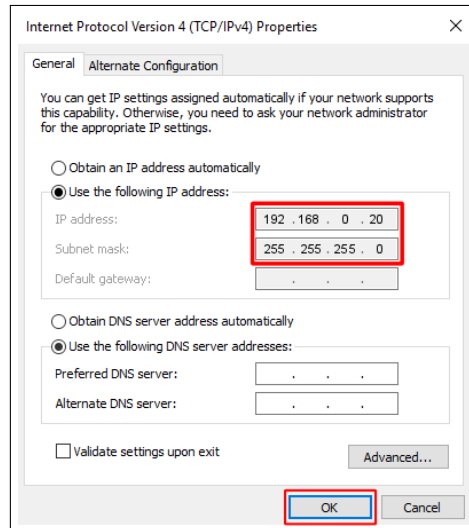 Internet Protocol Version 4 (TCP/IPv4) Properties
General
Alternate Configuration
You can get IP settings assigned automatically if your network supports
this capability. Otherwise, you need to ask your network administrator
for the appropriate IP settings.
Obtain an IP address automatically
Use the following IP address:
IP address: 192 . 168 . 0 . 20
Subnet mask: 255 . 255 . 255 . 0
Default gateway: . . .
Obtain DNS server address automatically
Use the following DNS server addresses:
Preferred DNS server: . . .
Alternate DNS server: . . .
Validate settings upon exit
Advanced...
OK
Cancel